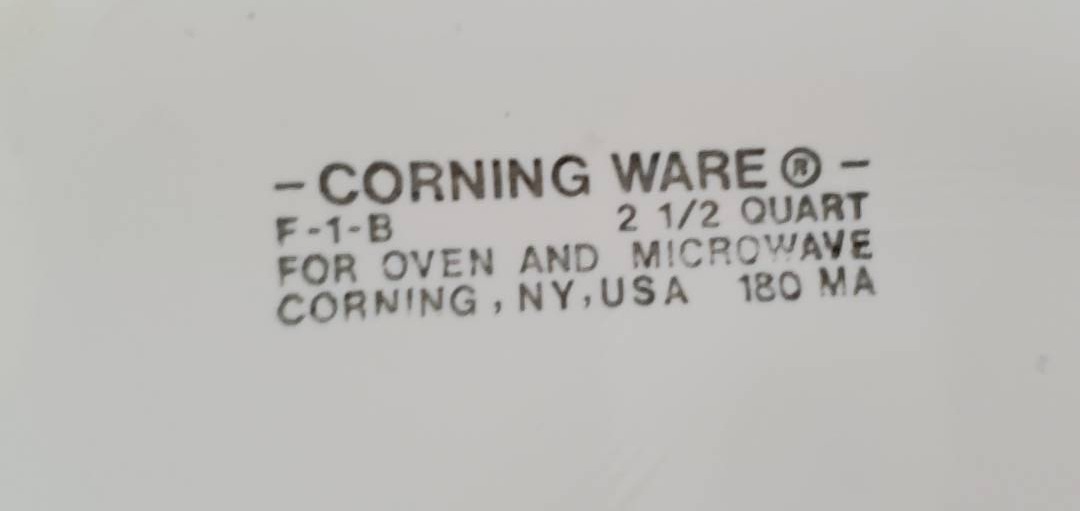 -CORNING WARE®-
F-1-B 2 1/2 QUART
FOR OVEN AND MICROWAVE
CORNING, NY, USA 180 MA